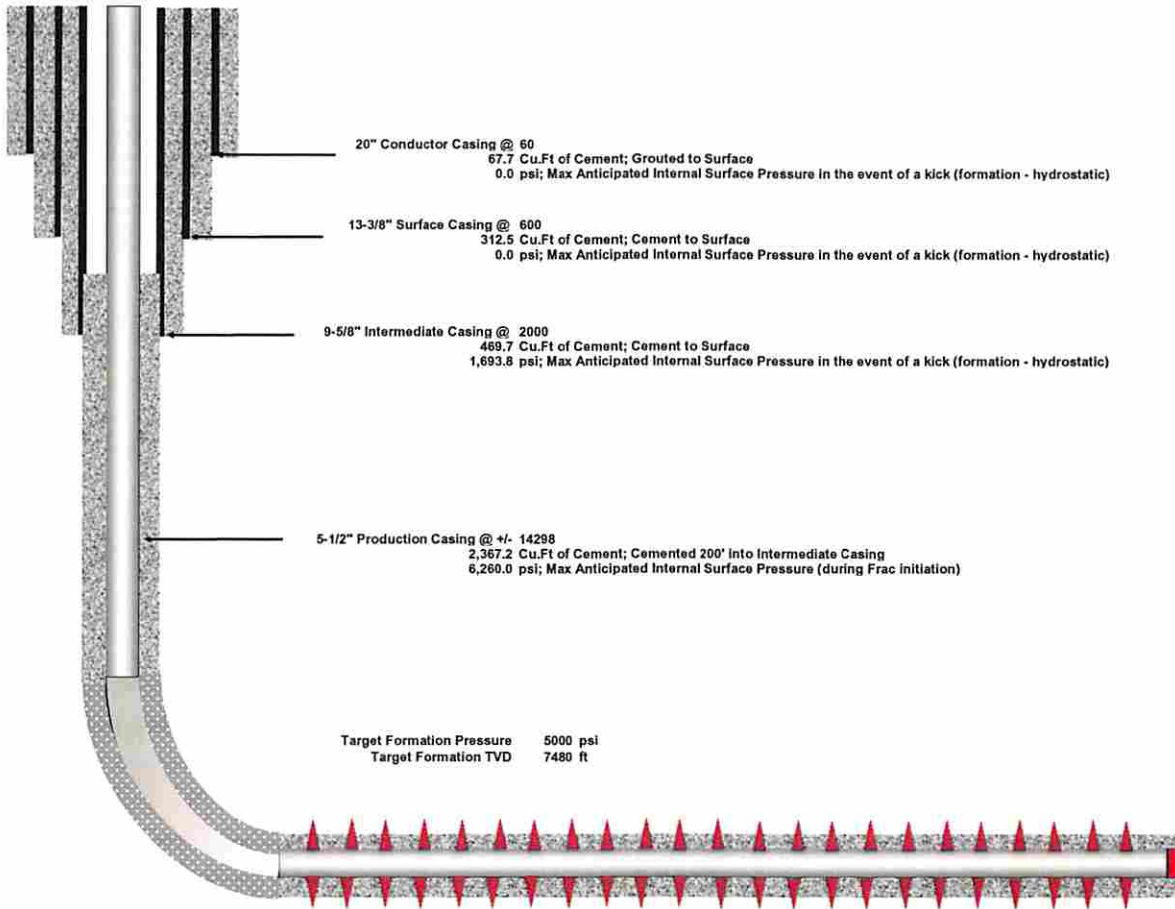 20" Conductor Casing @ 60
67.7 Cu.Ft of Cement; Grouted to Surface
0.0 psi; Max Anticipated Internal Surface Pressure in the event of a kick (formation - hydrostatic)
13-3/8" Surface Casing @ 600
312.5 Cu.Ft of Cement; Cement to Surface
0.0 psi; Max Anticipated Internal Surface Pressure in the event of a kick (formation - hydrostatic)
9-5/8" Intermediate Casing @ 2000
469.7 Cu.Ft of Cement; Cement to Surface
1,693.8 psi; Max Anticipated Internal Surface Pressure in the event of a kick (formation - hydrostatic)
5-1/2" Production Casing @ +/- 14298
2,367.2 Cu.Ft of Cement; Cemented 200' into Intermediate Casing
6,260.0 psi; Max Anticipated Internal Surface Pressure (during Frac initiation)
Target Formation Pressure 5000 psi
Target Formation TVD 7480 ft